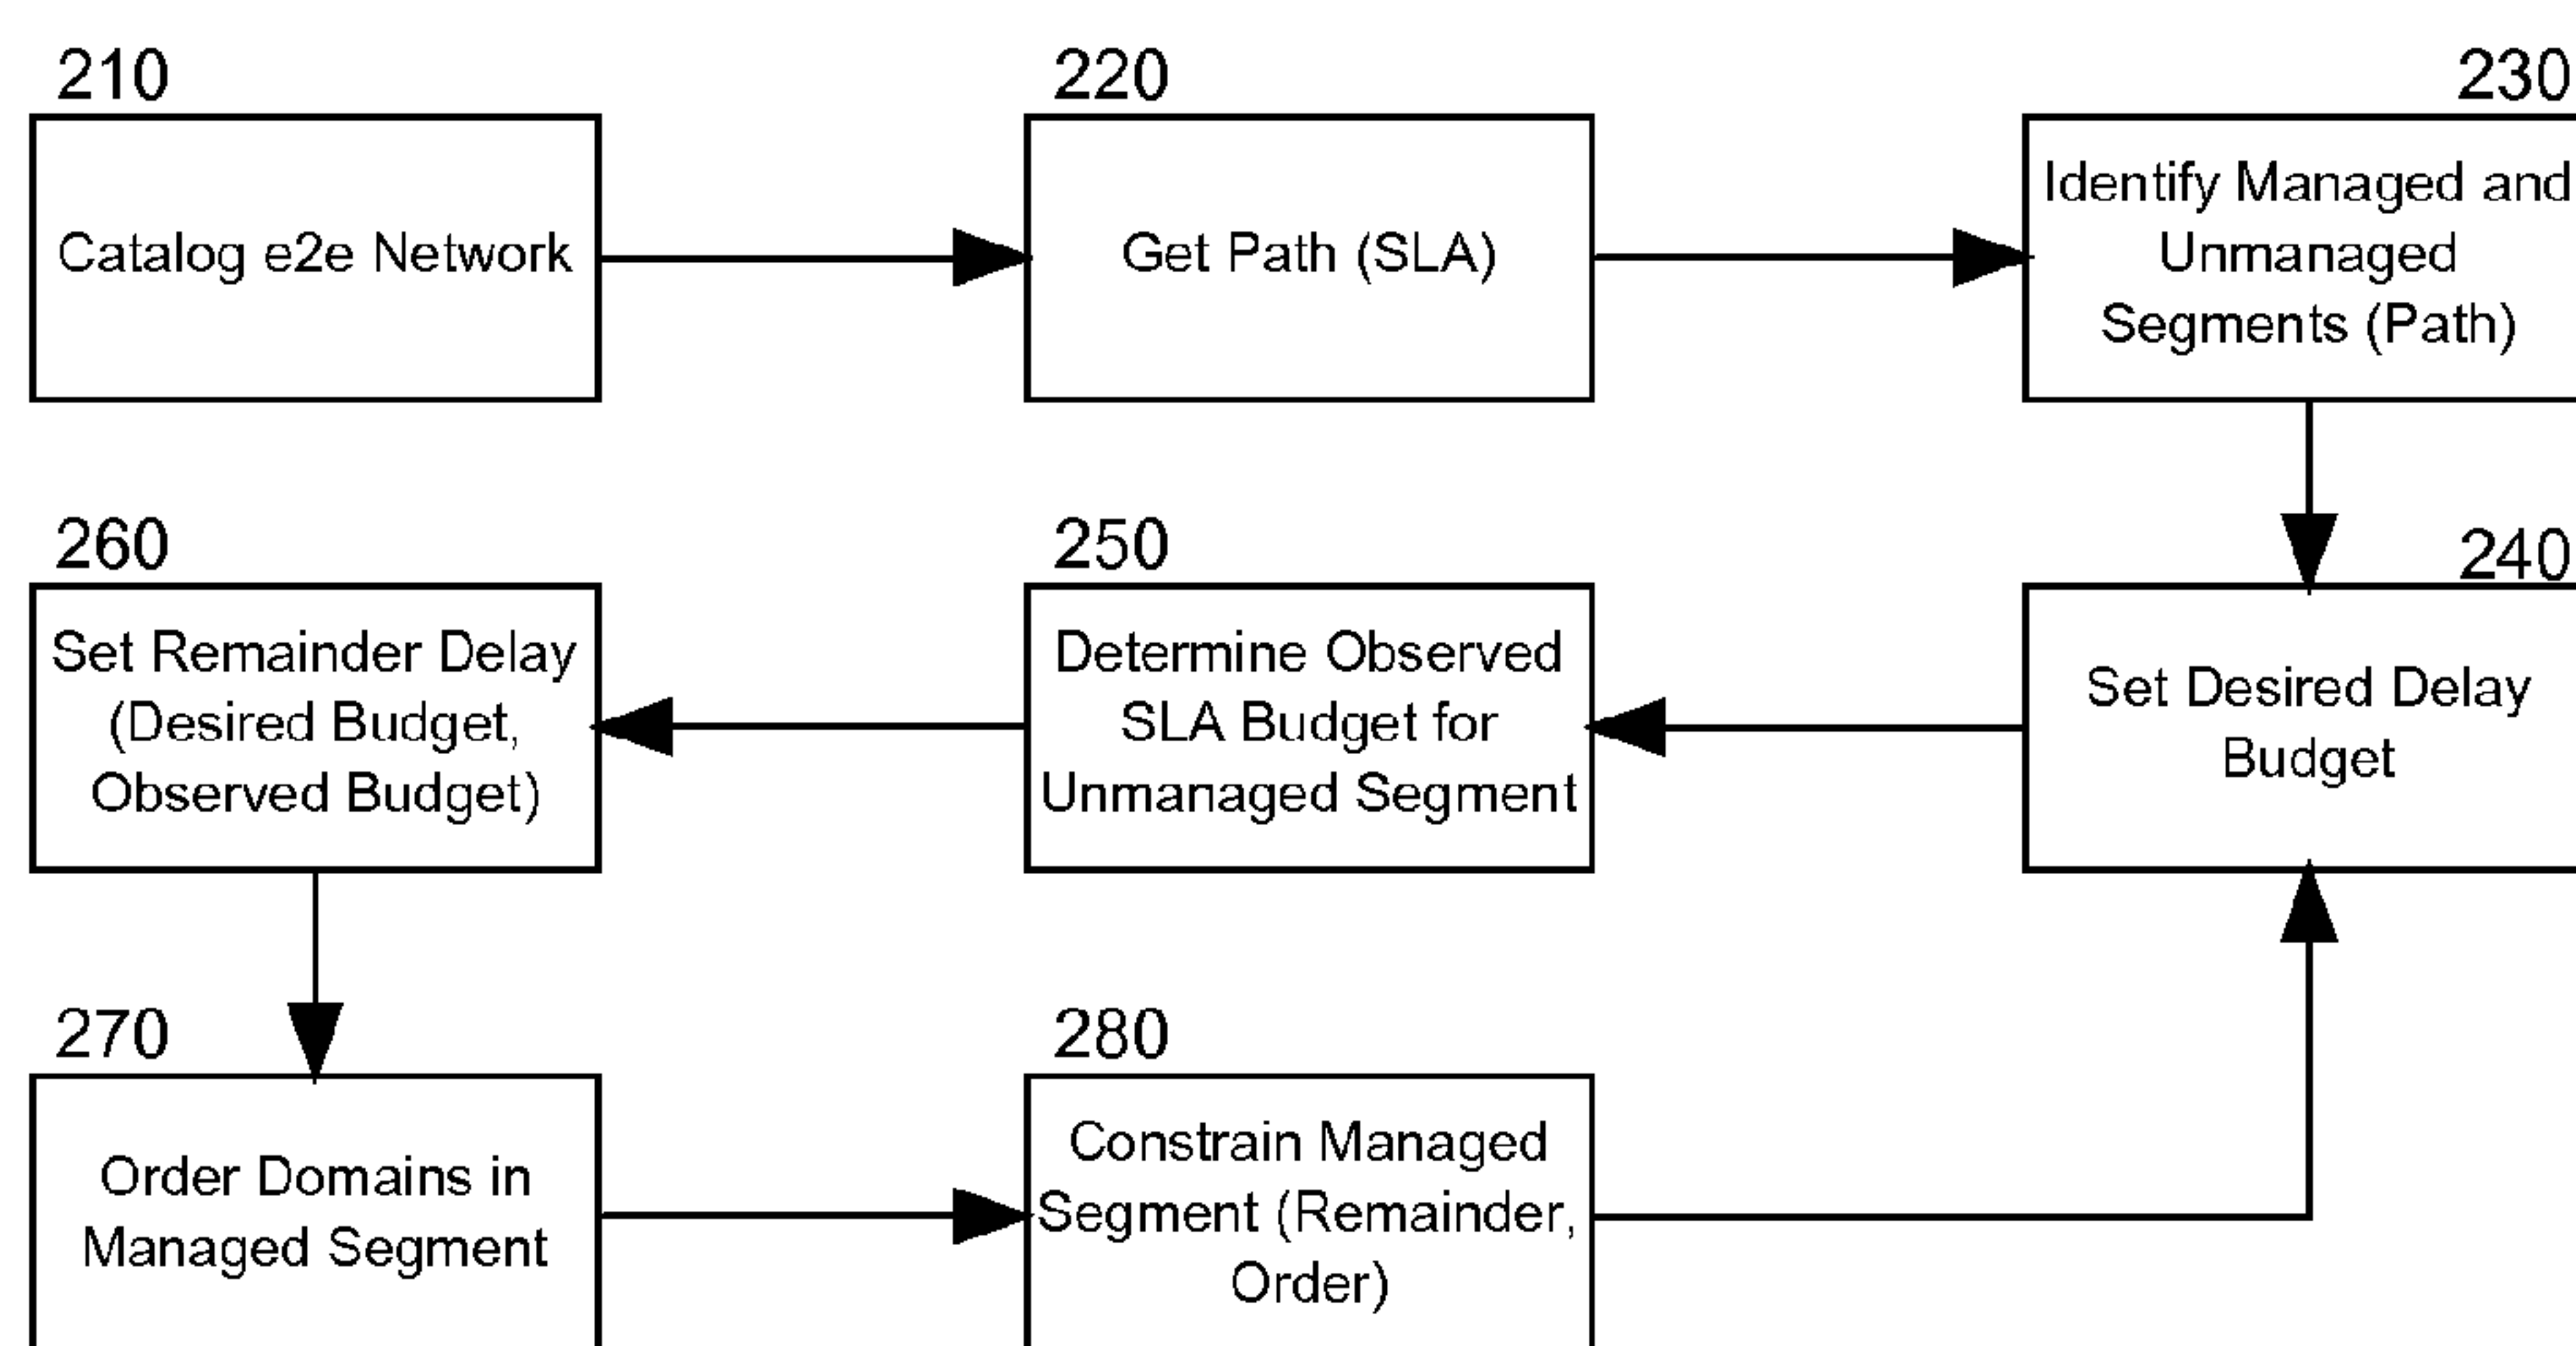 210
Catalog e2e Network
220
Get Path (SLA)
230
Identify Managed and
Unmanaged
Segments (Path)
240
Set Desired Delay
Budget
250
Determine Observed
SLA Budget for
Unmanaged Segment
260
Set Remainder Delay
(Desired Budget,
Observed Budget)
270
Order Domains in
Managed Segment
280
Constrain Managed
Segment (Remainder,
Order)